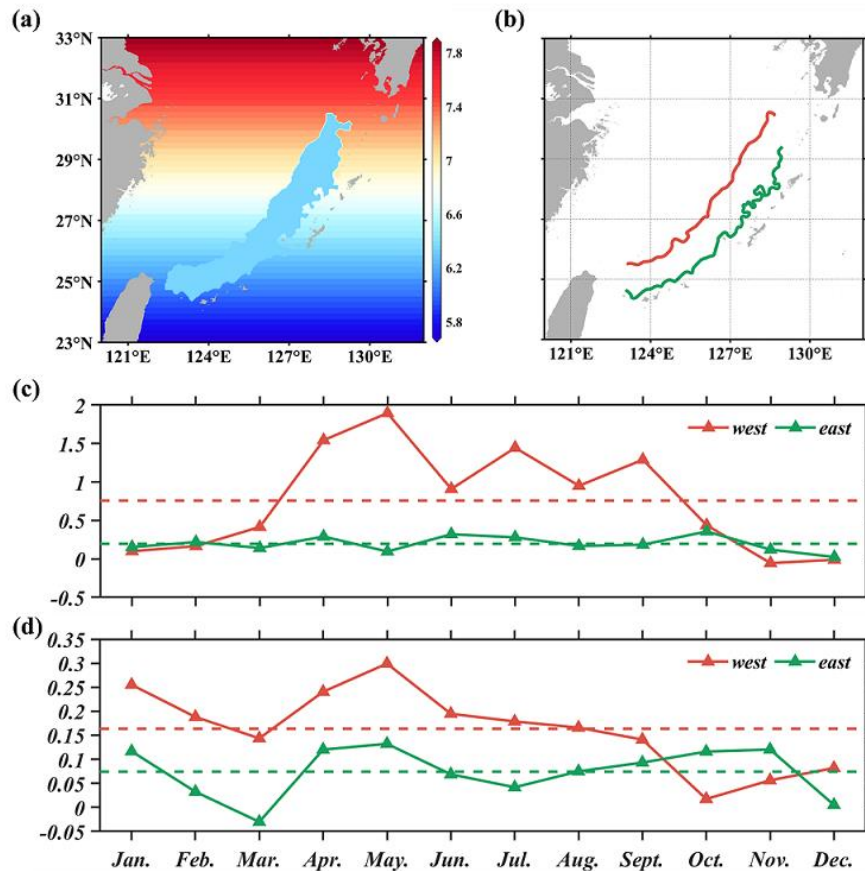 (a)
33°N
31°N
29°N
27°N
25°N
23°N
121°E 124°E 127°E 130°E
7.8
7.4
7
6.6
6.2
5.8
(b)
121°E 124°E 127°E 130°E
(c)
2
1.5
1
0.5
0
-0.5
west east
(d)
0.35
0.3
0.25
0.2
0.15
0.1
0.05
0
-0.05
west east
Jan. Feb. Mar. Apr. May. Jun. Jul. Aug. Sept. Oct. Nov. Dec.